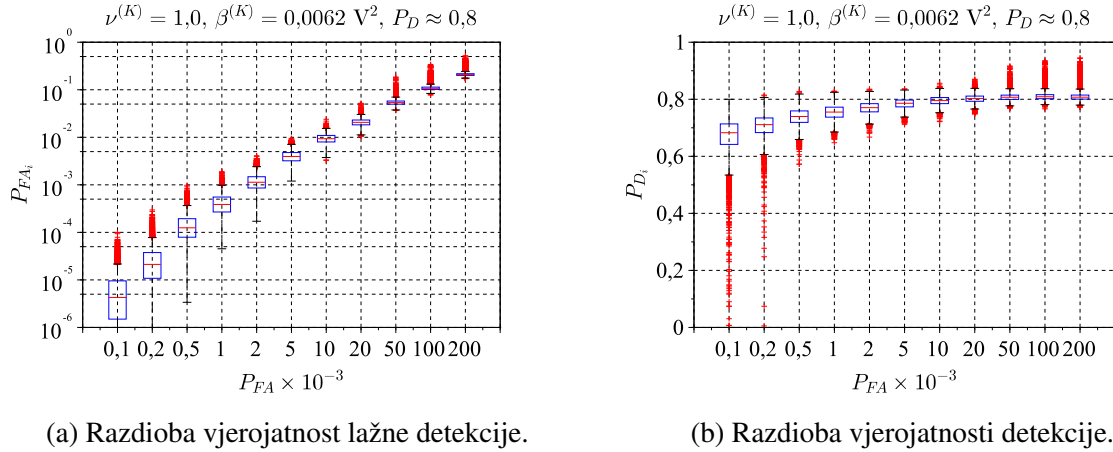 ν^(K) = 1,0, β^(K) = 0,0062 V², P_D ≈ 0,8
10^0
10^-1
10^-2
10^-3
10^-4
10^-5
10^-6
P_FA_i
0,1 0,2 0,5 1 2 5 10 20 50 100 200
P_FA × 10^-3
(a) Razdioba vjerojatnost lažne detekcije.
ν^(K) = 1,0, β^(K) = 0,0062 V², P_D ≈ 0,8
1
0,8
0,6
0,4
0,2
0
P_D_i
0,1 0,2 0,5 1 2 5 10 20 50 100 200
P_FA × 10^-3
(b) Razdioba vjerojatnosti detekcije.